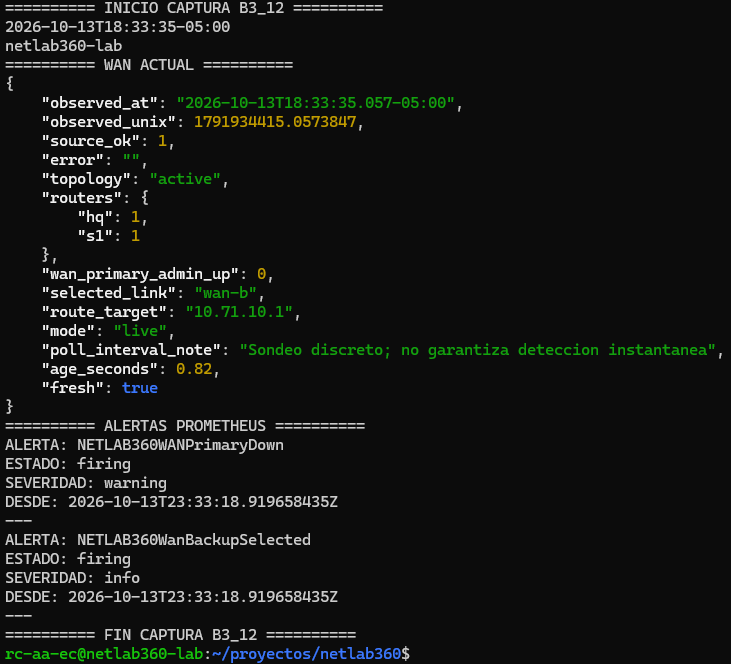 ========== INICIO CAPTURA B3_12 ==========
2026-10-13T18:33:35-05:00
netlab360-lab
========== WAN ACTUAL ==========
{
    "observed_at": "2026-10-13T18:33:35.057-05:00",
    "observed_unix": 1791934415.0573847,
    "source_ok": 1,
    "error": "",
    "topology": "active",
    "routers": {
        "hq": 1,
        "s1": 1
    },
    "wan_primary_admin_up": 0,
    "selected_link": "wan-b",
    "route_target": "10.71.10.1",
    "mode": "live",
    "poll_interval_note": "Sondeo discreto; no garantiza deteccion instantanea",
    "age_seconds": 0.82,
    "fresh": true
}
========== ALERTAS PROMETHEUS ==========
ALERTA: NETLAB360WANPrimaryDown
ESTADO: firing
SEVERIDAD: warning
DESDE: 2026-10-13T23:33:18.919658435Z
---
ALERTA: NETLAB360WanBackupSelected
ESTADO: firing
SEVERIDAD: info
DESDE: 2026-10-13T23:33:18.919658435Z
---
========== FIN CAPTURA B3_12 ==========
rc-aa-ec@netlab360-lab:~/proyectos/netlab360$